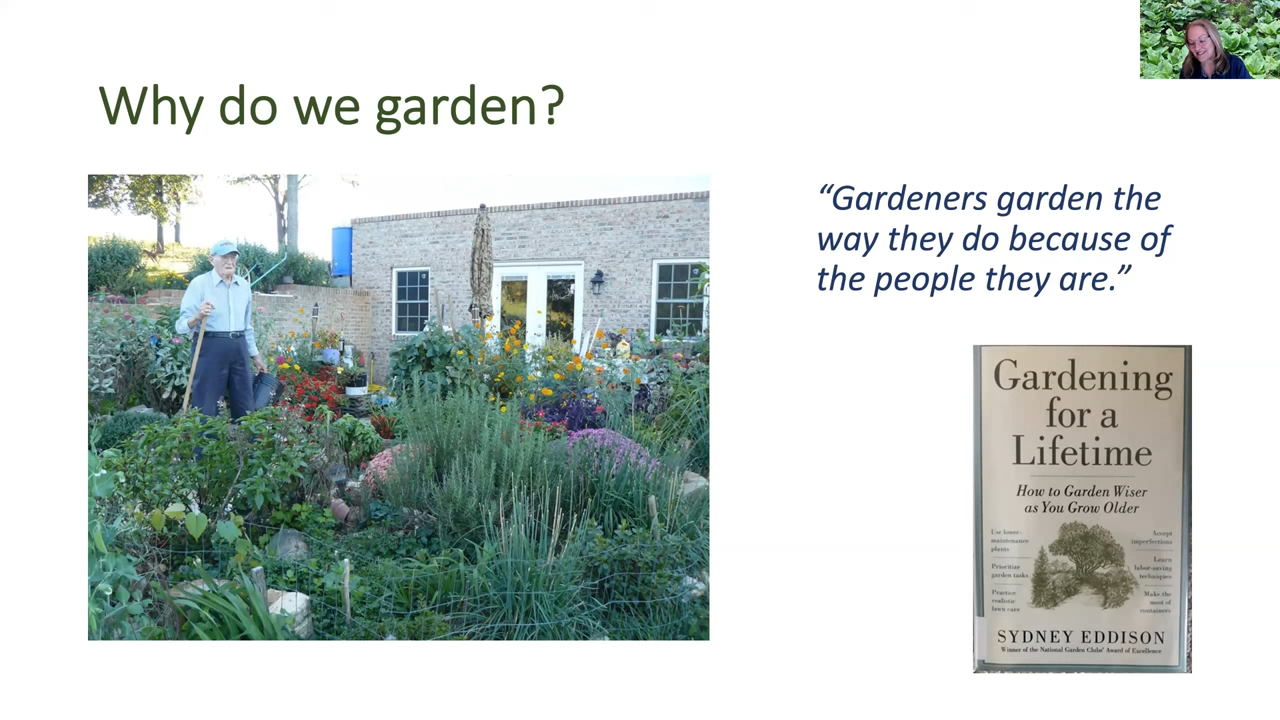 Why do we garden?
“Gardeners garden the
way they do because of
the people they are.”
Gardening
for a
Lifetime
How to Garden Wiser
as You Grow Older
Use lower-
maintenance
plants
Accept
imperfections
Prioritize
garden tasks
Learn
labor-saving
techniques
Practice
realistic
lawn care
Make the
most of
containers
SYDNEY EDDISON
Winner of the National Garden Clubs' Award of Excellence